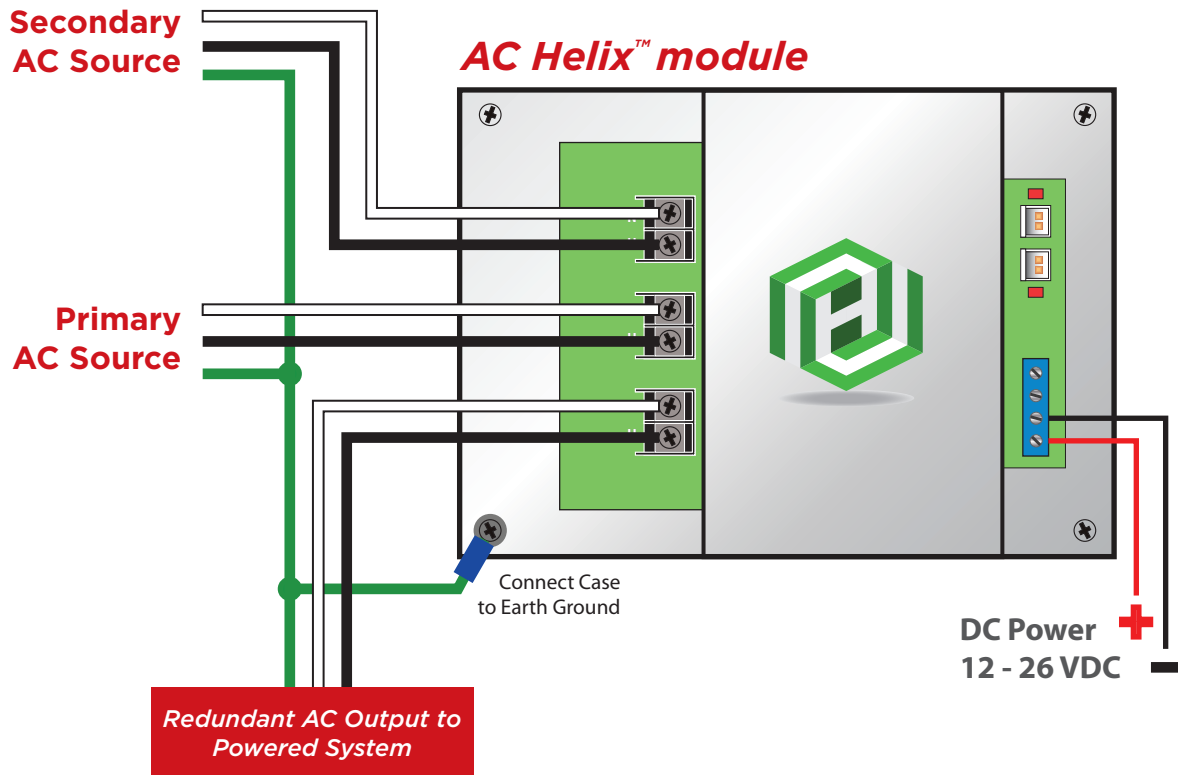 Secondary
AC Source
AC Helix™ module
Primary
AC Source
Connect Case
to Earth Ground
DC Power
12 - 26 VDC
Redundant AC Output to
Powered System